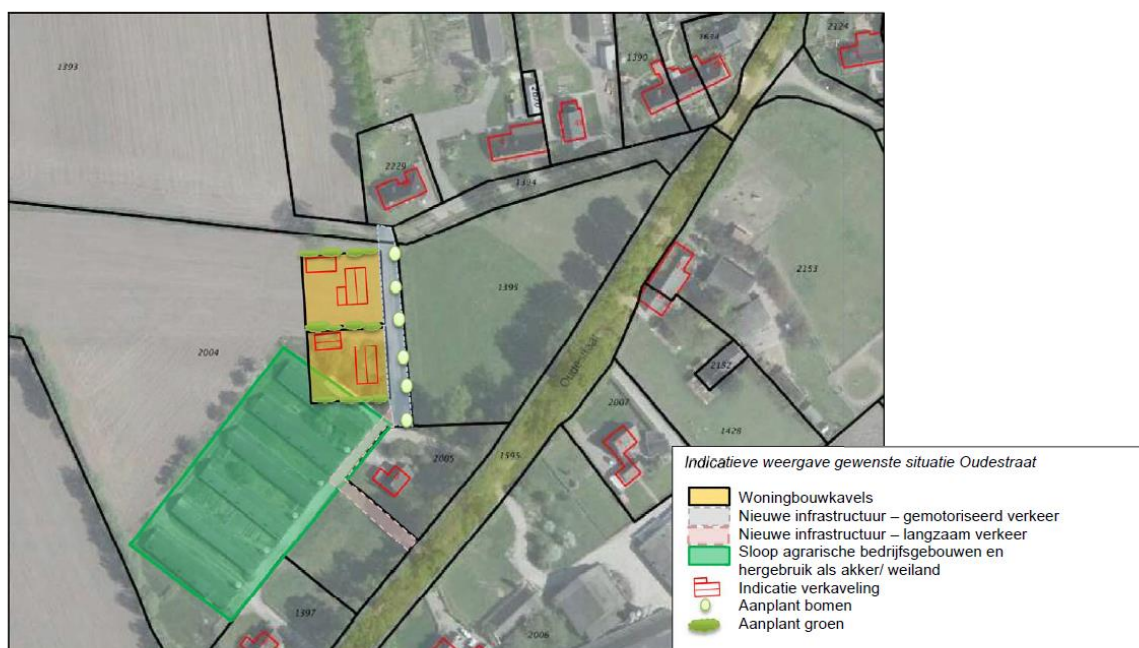 1393
2124
1614
1390
2229
1394
1395
2153
2004
Oudestraat
2152
2007
1428
2005
1595
1397
2006
Indicatieve weergave gewenste situatie Oudestraat
Woningbouwkavels
Nieuwe infrastructuur – gemotoriseerd verkeer
Nieuwe infrastructuur – langzaam verkeer
Sloop agrarische bedrijfsgebouwen en
hergebruik als akker/ weiland
Indicatie verkaveling
Aanplant bomen
Aanplant groen